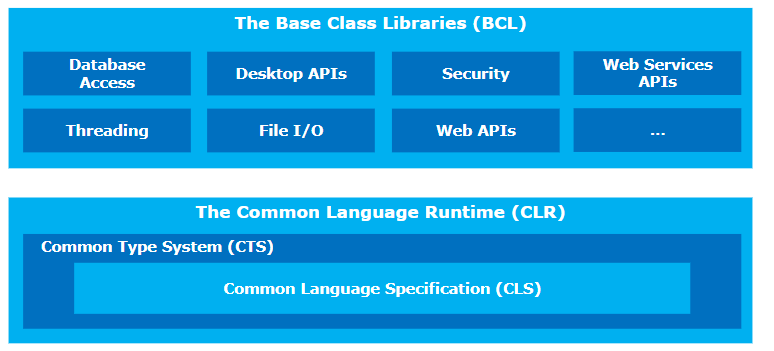 The Base Class Libraries (BCL)
Database
Access
Desktop APIs
Security
Web Services
APIs
Threading
File I/O
Web APIs
...
The Common Language Runtime (CLR)
Common Type System (CTS)
Common Language Specification (CLS)